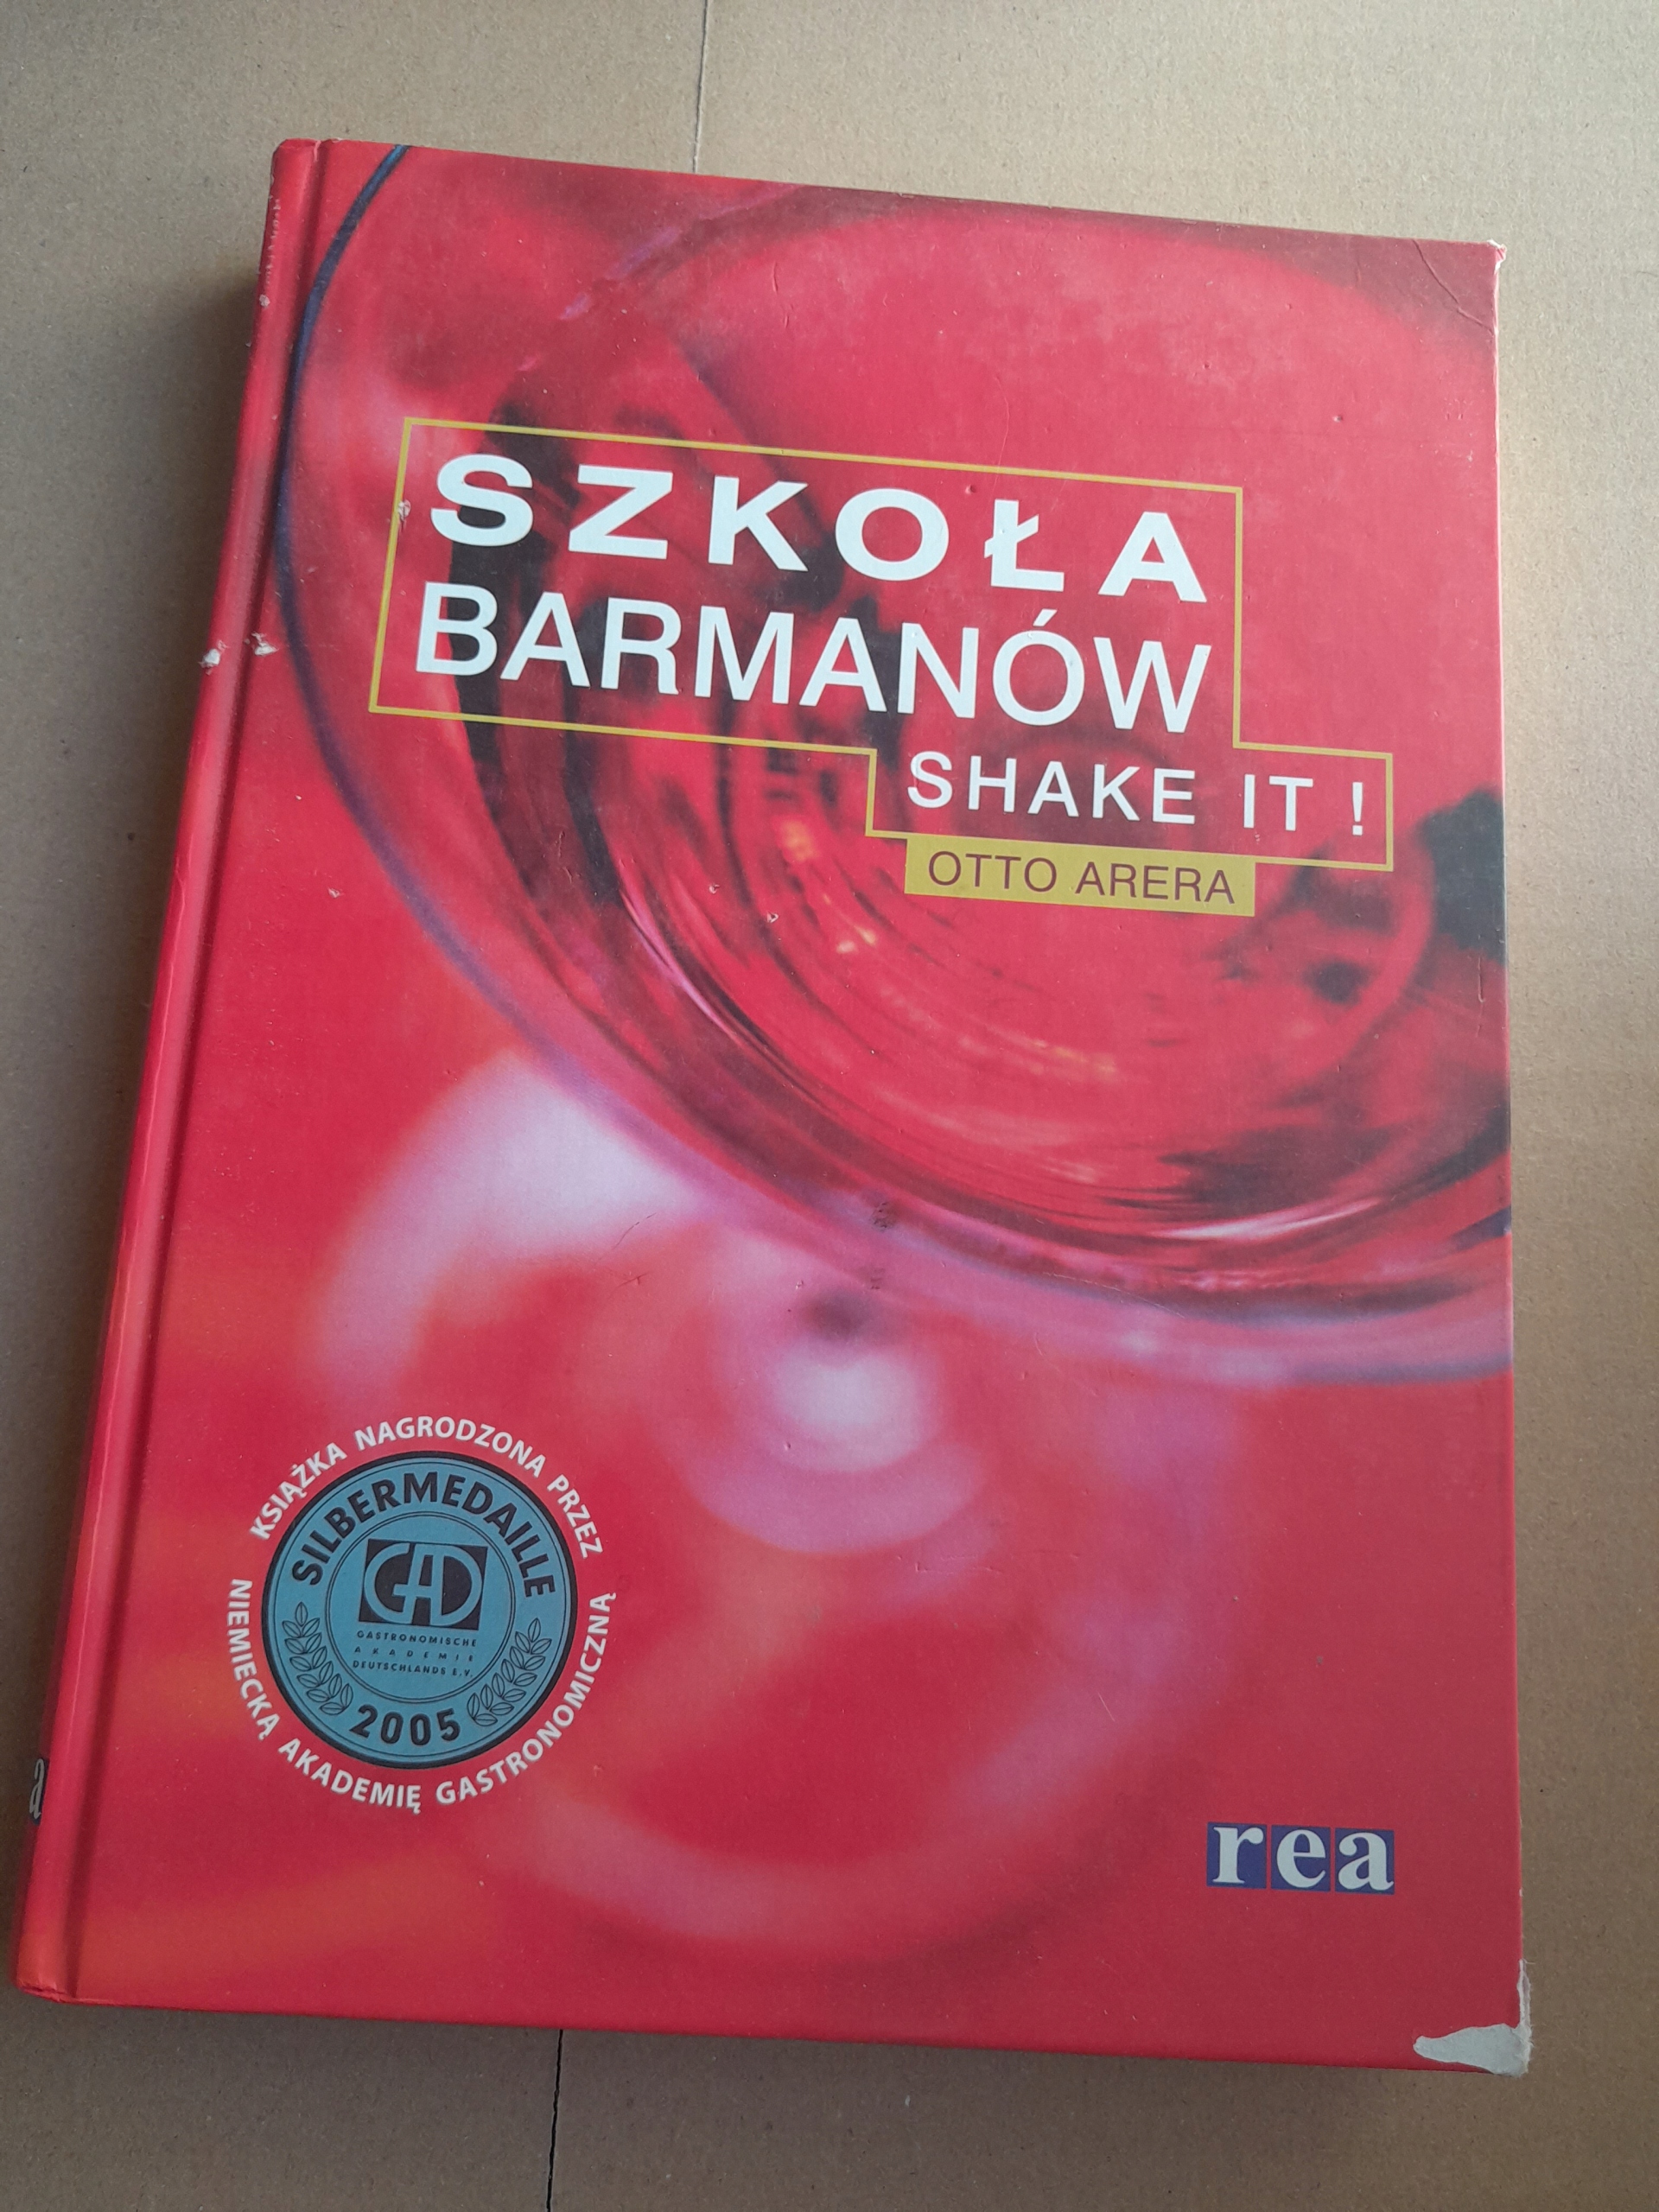 SZKOŁA
BARMANÓW
SHAKE IT !
OTTO ARERA
KSIĄŻKA NAGRODZONA PRZEZ
SILBERMEDAILLE
GAD
GASTRONOMISCHE
AKADEMIE
DEUTSCHLANDS E.V.
2005
NIEMIECKĄ AKADEMIĘ GASTRONOMICZNĄ
rea
a